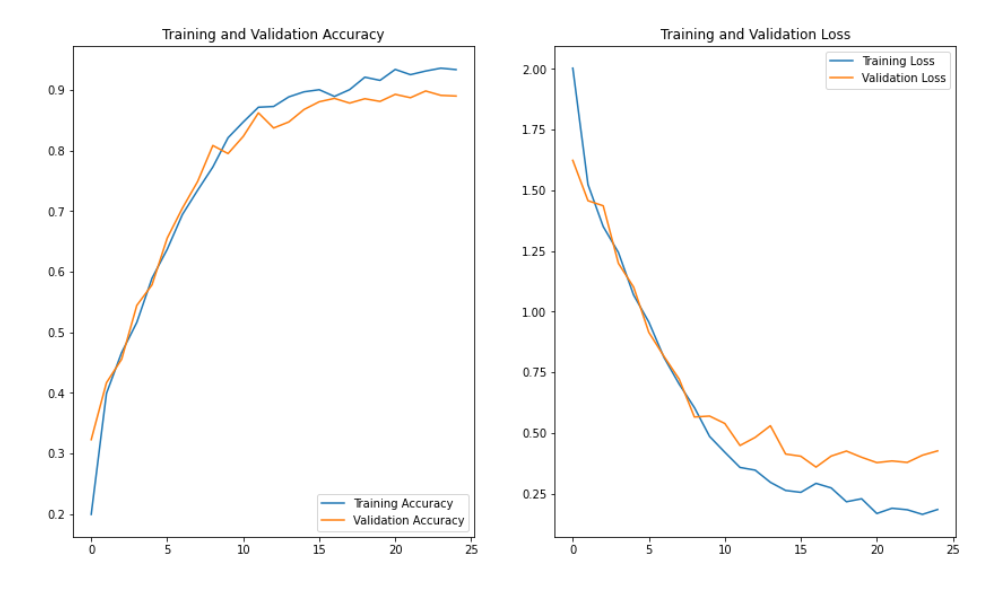 Training and Validation Accuracy
0.9
0.8
0.7
0.6
0.5
0.4
0.3
0.2
Training Accuracy
Validation Accuracy
0 5 10 15 20 25
Training and Validation Loss
2.00
1.75
1.50
1.25
1.00
0.75
0.50
0.25
Training Loss
Validation Loss
0 5 10 15 20 25